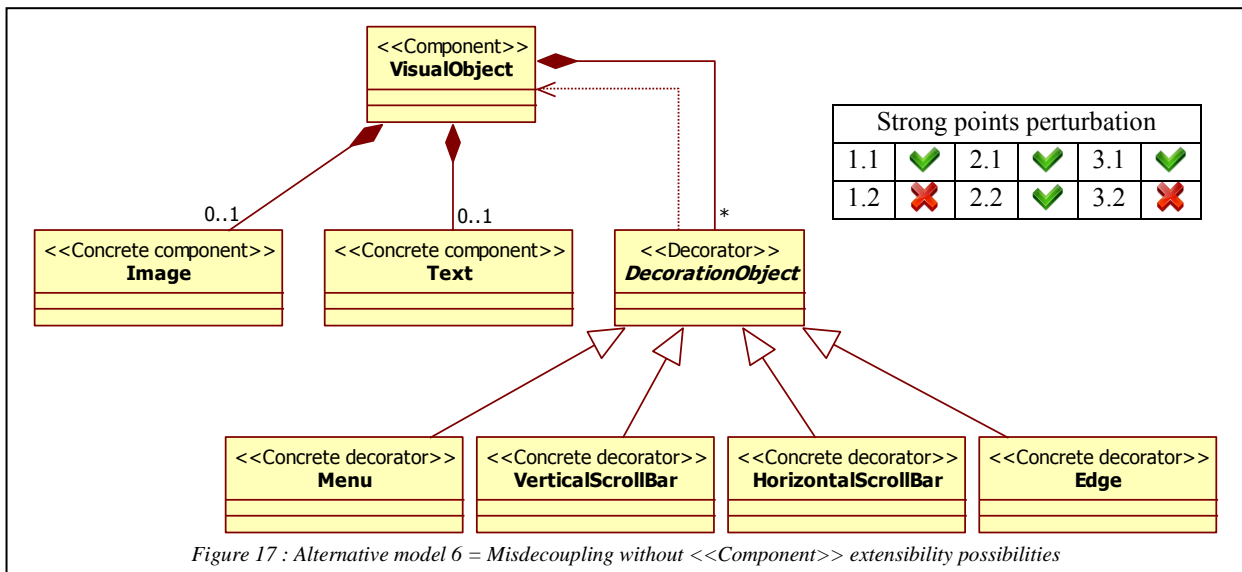 <<Component>>
VisualObject
Strong points perturbation
1.1 2.1 3.1
1.2 2.2 3.2
0..1
0..1
*
<<Concrete component>>
Image
<<Concrete component>>
Text
<<Decorator>>
DecorationObject
<<Concrete decorator>>
Menu
<<Concrete decorator>>
VerticalScrollBar
<<Concrete decorator>>
HorizontalScrollBar
<<Concrete decorator>>
Edge
Figure 17 : Alternative model 6 = Misdecoupling without <<Component>> extensibility possibilities